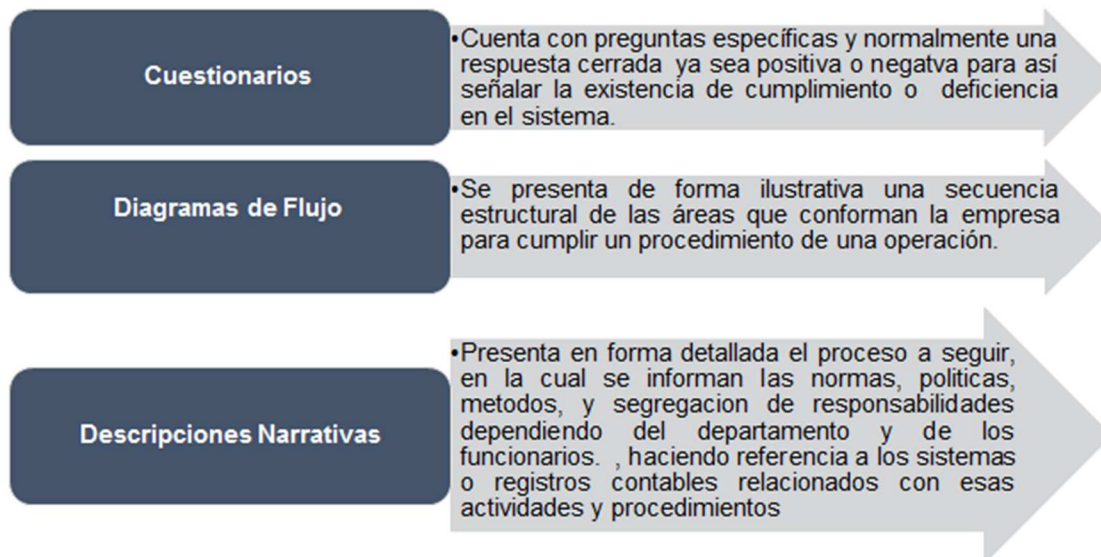 Cuestionarios
•Cuenta con preguntas específicas y normalmente una
respuesta cerrada ya sea positiva o negatva para así
señalar la existencia de cumplimiento o deficiencia
en el sistema.
Diagramas de Flujo
•Se presenta de forma ilustrativa una secuencia
estructural de las áreas que conforman la empresa
para cumplir un procedimiento de una operación.
Descripciones Narrativas
•Presenta en forma detallada el proceso a seguir,
en la cual se informan las normas, politicas,
metodos, y segregacion de responsabilidades
dependiendo del departamento y de los
funcionarios. , haciendo referencia a los sistemas
o registros contables relacionados con esas
actividades y procedimientos